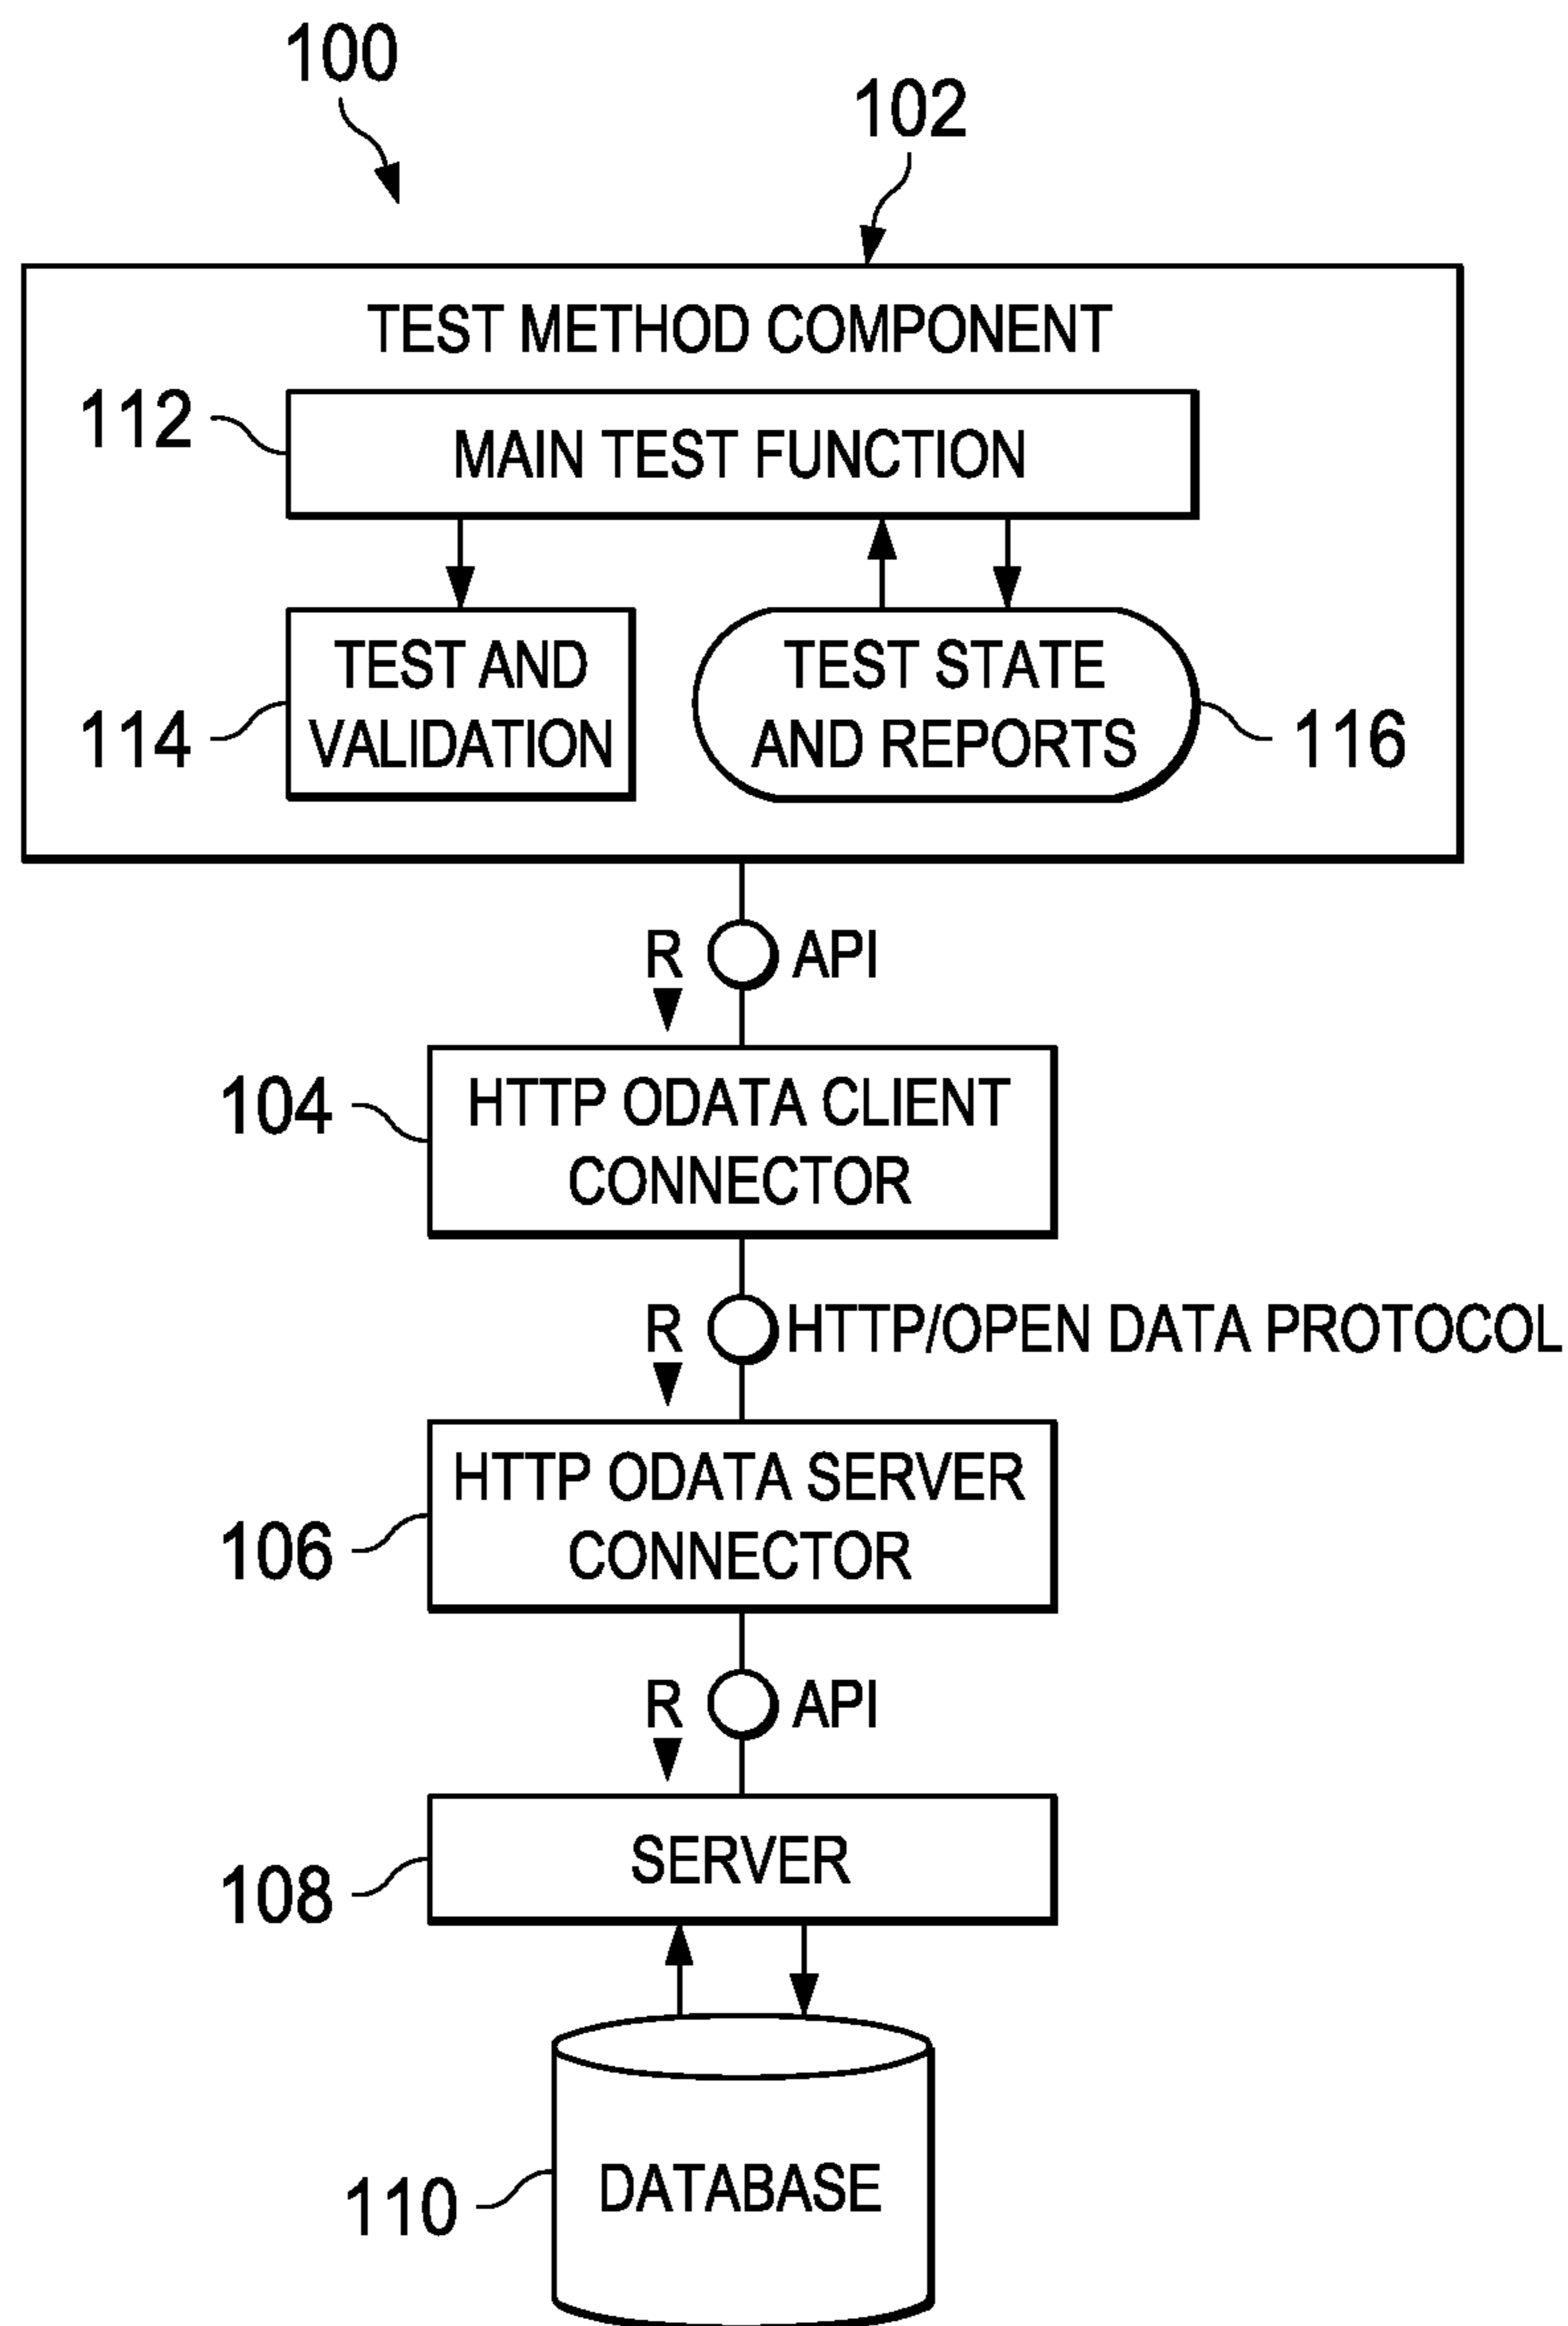 100
102
TEST METHOD COMPONENT
112
MAIN TEST FUNCTION
114
TEST AND
VALIDATION
TEST STATE
AND REPORTS
116
R API
104
HTTP ODATA CLIENT
CONNECTOR
R HTTP/OPEN DATA PROTOCOL
106
HTTP ODATA SERVER
CONNECTOR
R API
108
SERVER
110
DATABASE